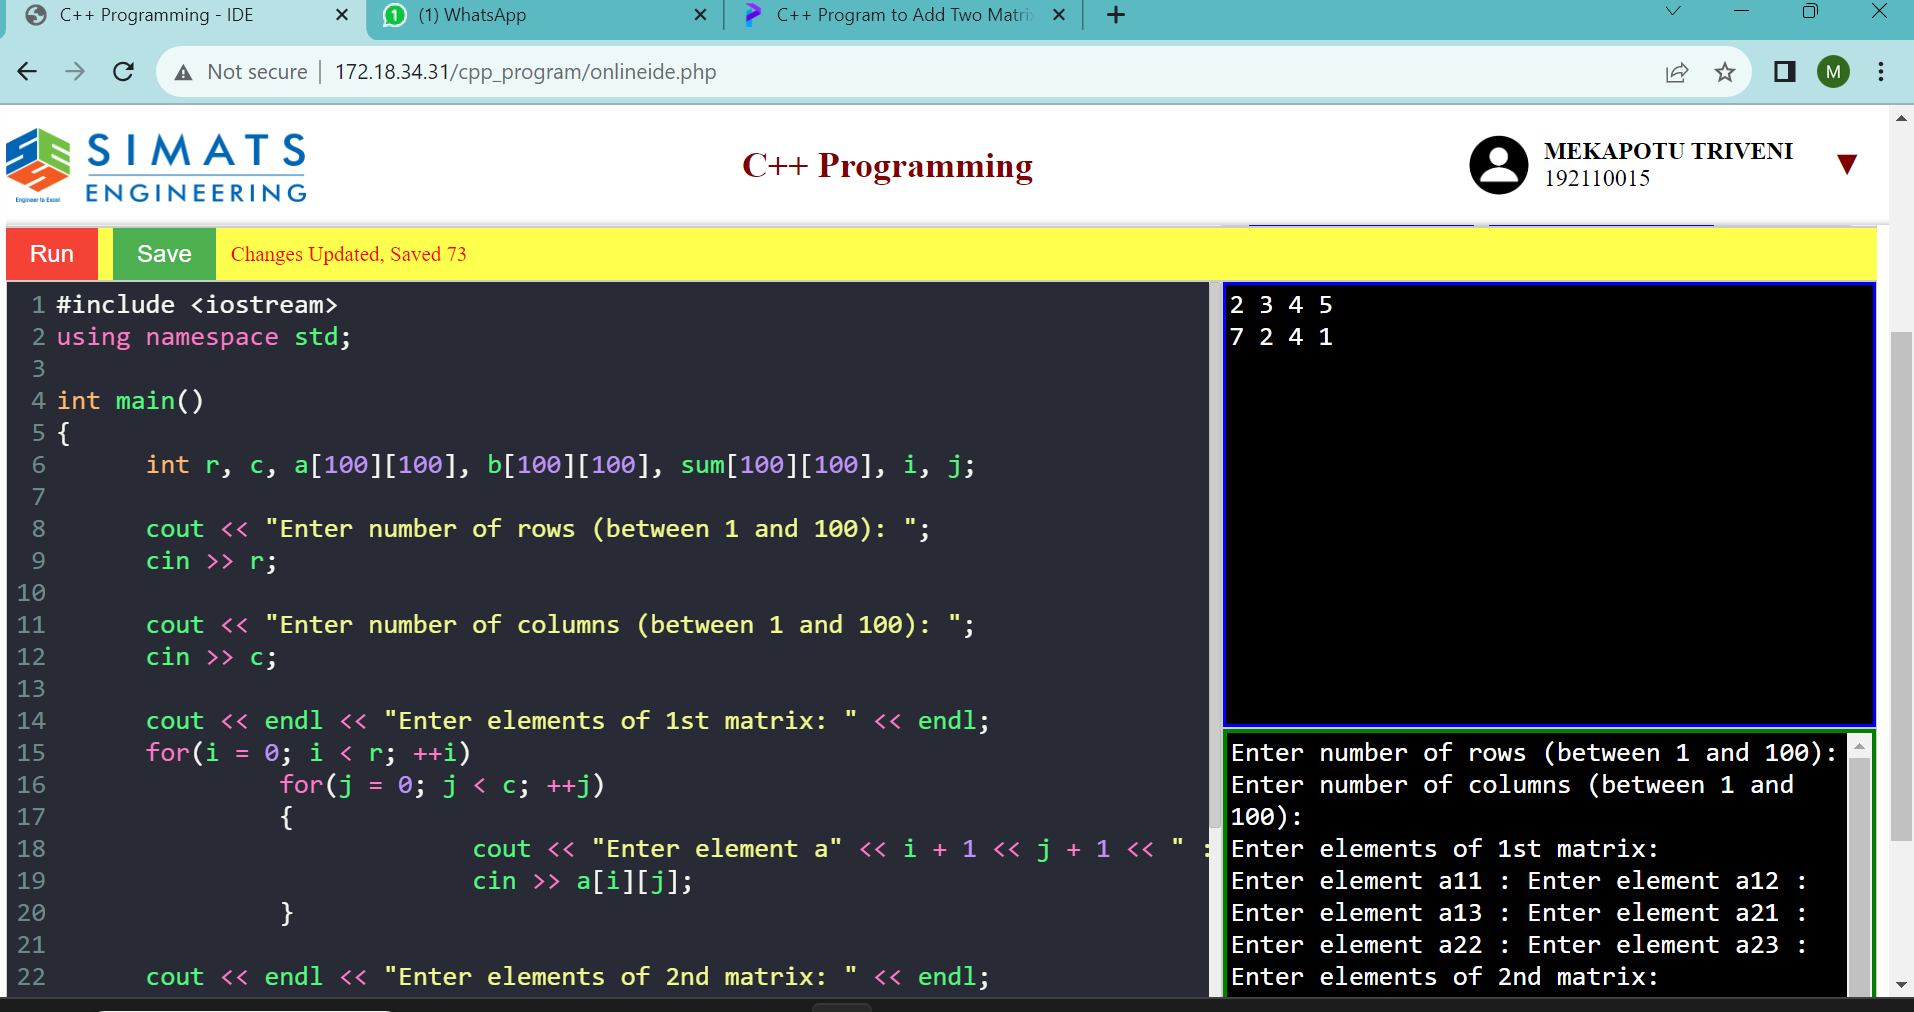 C++ Programming - IDE
(1) WhatsApp
C++ Program to Add Two Matri
Not secure
172.18.34.31/cpp_program/onlineide.php
M
SIMATS
ENGINEERING
Engineer to Excel
C++ Programming
MEKAPOTU TRIVENI
192110015
Run
Save
Changes Updated, Saved 73
1 #include <iostream>
2 using namespace std;
3
4 int main()
5 {
6 int r, c, a[100][100], b[100][100], sum[100][100], i, j;
7
8 cout << "Enter number of rows (between 1 and 100): ";
9 cin >> r;
10
11 cout << "Enter number of columns (between 1 and 100): ";
12 cin >> c;
13
14 cout << endl << "Enter elements of 1st matrix: " << endl;
15 for(i = 0; i < r; ++i)
16 for(j = 0; j < c; ++j)
17 {
18 cout << "Enter element a" << i + 1 << j + 1 << " :
19 cin >> a[i][j];
20 }
21
22 cout << endl << "Enter elements of 2nd matrix: " << endl;
2 3 4 5
7 2 4 1
Enter number of rows (between 1 and 100):
Enter number of columns (between 1 and
100):
Enter elements of 1st matrix:
Enter element a11 : Enter element a12 :
Enter element a13 : Enter element a21 :
Enter element a22 : Enter element a23 :
Enter elements of 2nd matrix: